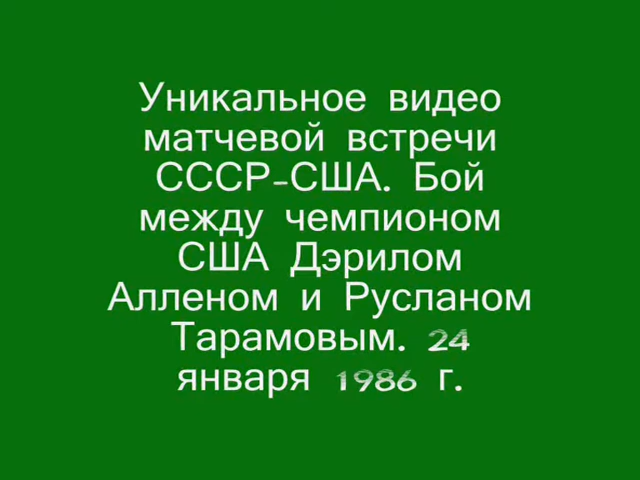 Уникальное видео
матчевой встречи
СССР-США. Бой
между чемпионом
США Дэрилом
Алленом и Русланом
Тарамовым. 24
января 1986 г.